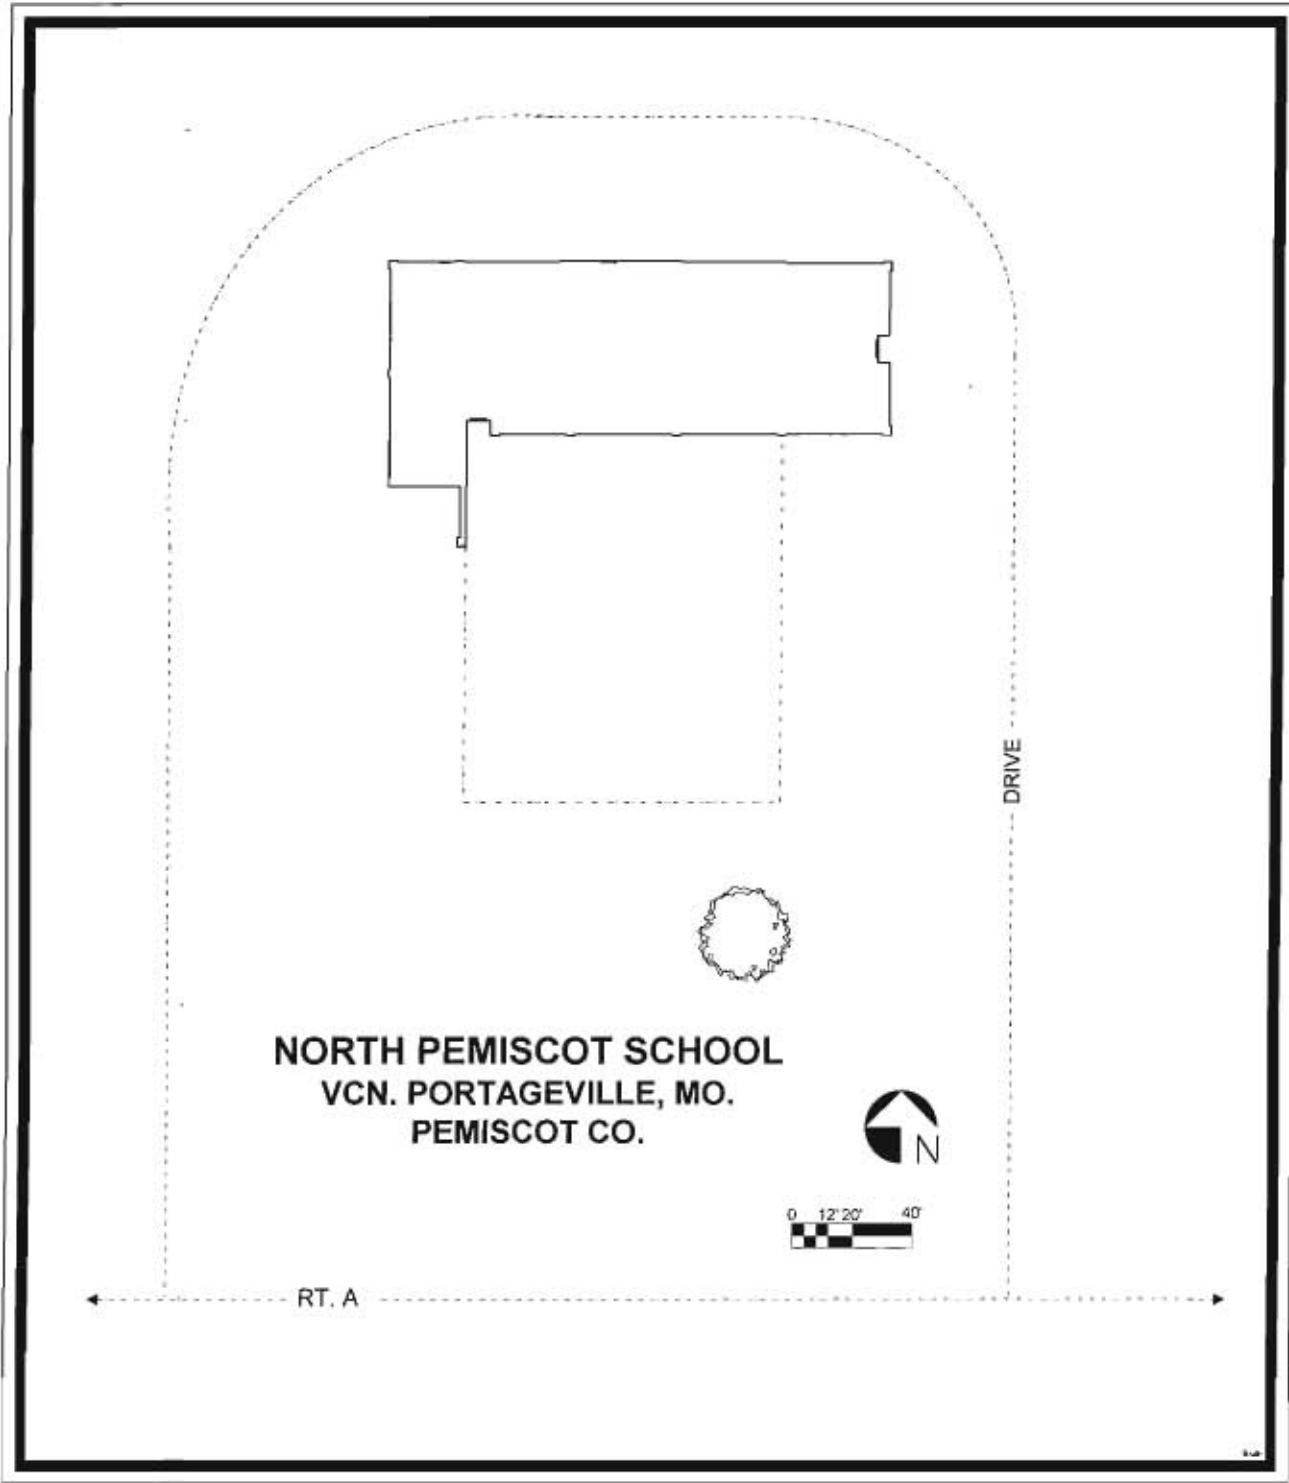 DRIVE
NORTH PEMISCOT SCHOOL
VCN. PORTAGEVILLE, MO.
PEMISCOT CO.
N
0 12' 20' 40'
RT. A